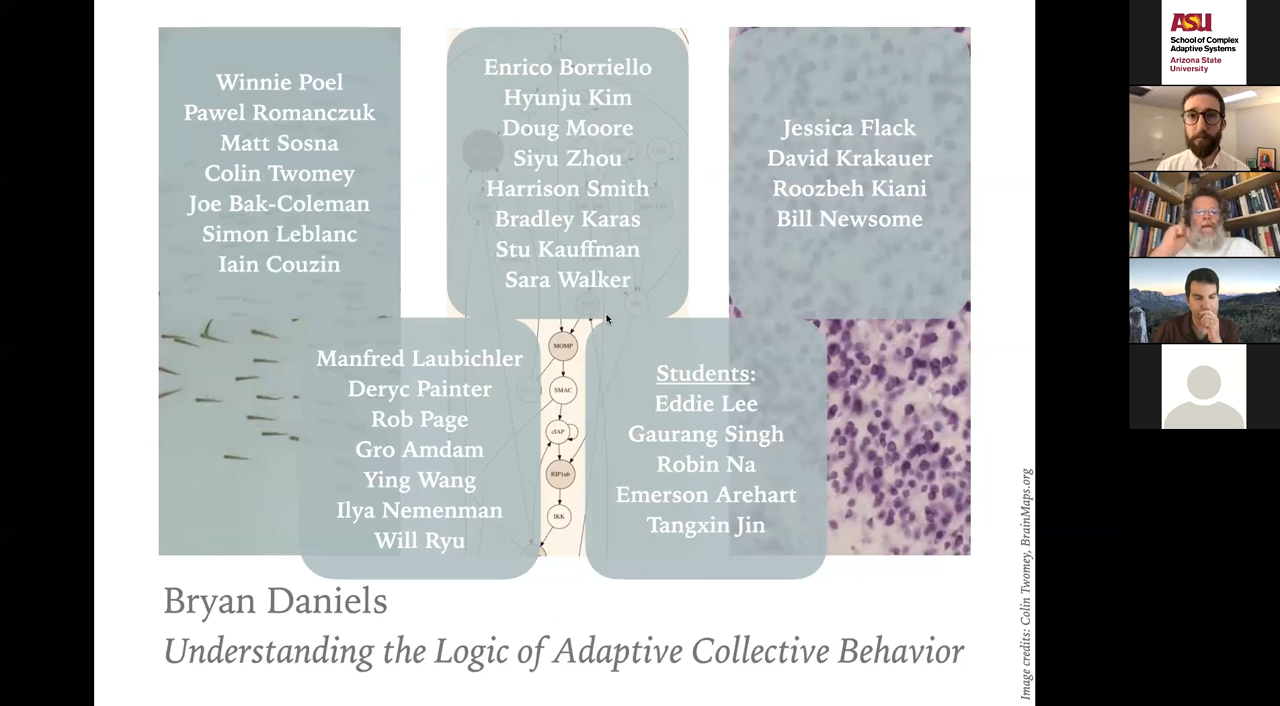 Winnie Poel
Pawel Romanczuk
Matt Sosna
Colin Twomey
Joe Bak-Coleman
Simon Leblanc
Iain Couzin
Enrico Borriello
Hyunju Kim
Doug Moore
Siyu Zhou
Harrison Smith
Bradley Karas
Stu Kauffman
Sara Walker
Jessica Flack
David Krakauer
Roozbeh Kiani
Bill Newsome
Manfred Laubichler
Deryc Painter
Rob Page
Gro Amdam
Ying Wang
Ilya Nemenman
Will Ryu
MOMP
SMAC
cIAP
RIP1ub
IKK
Students:
Eddie Lee
Gaurang Singh
Robin Na
Emerson Arehart
Tangxin Jin
Bryan Daniels
Understanding the Logic of Adaptive Collective Behavior
Image credits: Colin Twomey, BrainMaps.org
ASU
School of Complex
Adaptive Systems
Arizona State
University